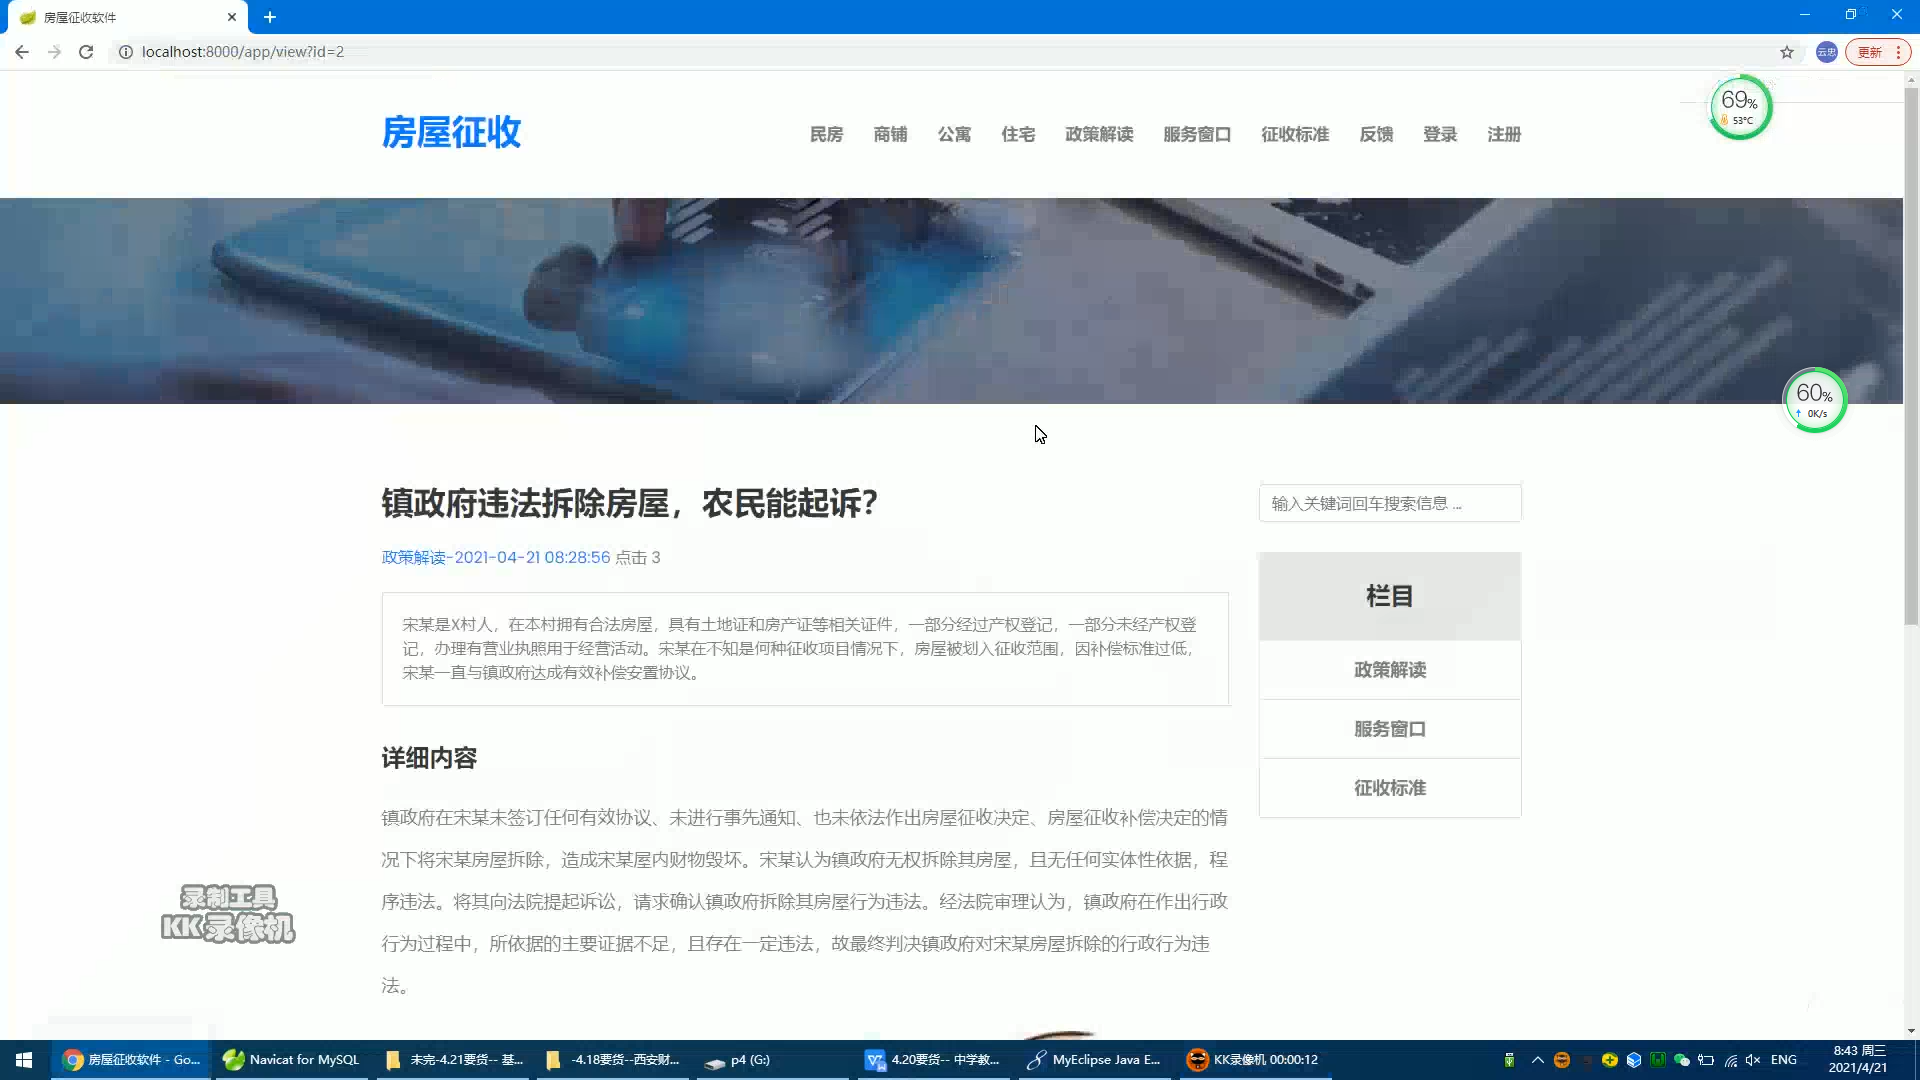 房屋征收软件
localhost:8000/app/view?id=2
云忠
更新
房屋征收
民房 商铺 公寓 住宅 政策解读 服务窗口 征收标准 反馈 登录 注册
69%
53°C
60%
0K/s
镇政府违法拆除房屋，农民能起诉？
输入关键词回车搜索信息 ...
政策解读-2021-04-21 08:28:56 点击 3
栏目
宋某是X村人，在本村拥有合法房屋，具有土地证和房产证等相关证件，一部分经过产权登记，一部分未经产权登
记，办理有营业执照用于经营活动。宋某在不知是何种征收项目情况下，房屋被划入征收范围，因补偿标准过低，
宋某一直与镇政府达成有效补偿安置协议。
政策解读
服务窗口
征收标准
详细内容
镇政府在宋某未签订任何有效协议、未进行事先通知、也未依法作出房屋征收决定、房屋征收补偿决定的情
况下将宋某房屋拆除，造成宋某屋内财物毁坏。宋某认为镇政府无权拆除其房屋，且无任何实体性依据，程
序违法。将其向法院提起诉讼，请求确认镇政府拆除其房屋行为违法。经法院审理认为，镇政府在作出行政
行为过程中，所依据的主要证据不足，且存在一定违法，故最终判决镇政府对宋某房屋拆除的行政行为违
法。
录制工具
KK录像机
房屋征收软件 - Go... Navicat for MySQL 未完-4.21要货-- 基... -4.18要货--西安财... p4 (G:) 4.20要货-- 中学教... MyEclipse Java E... KK录像机 00:00:12 ENG
8:43 周三
2021/4/21